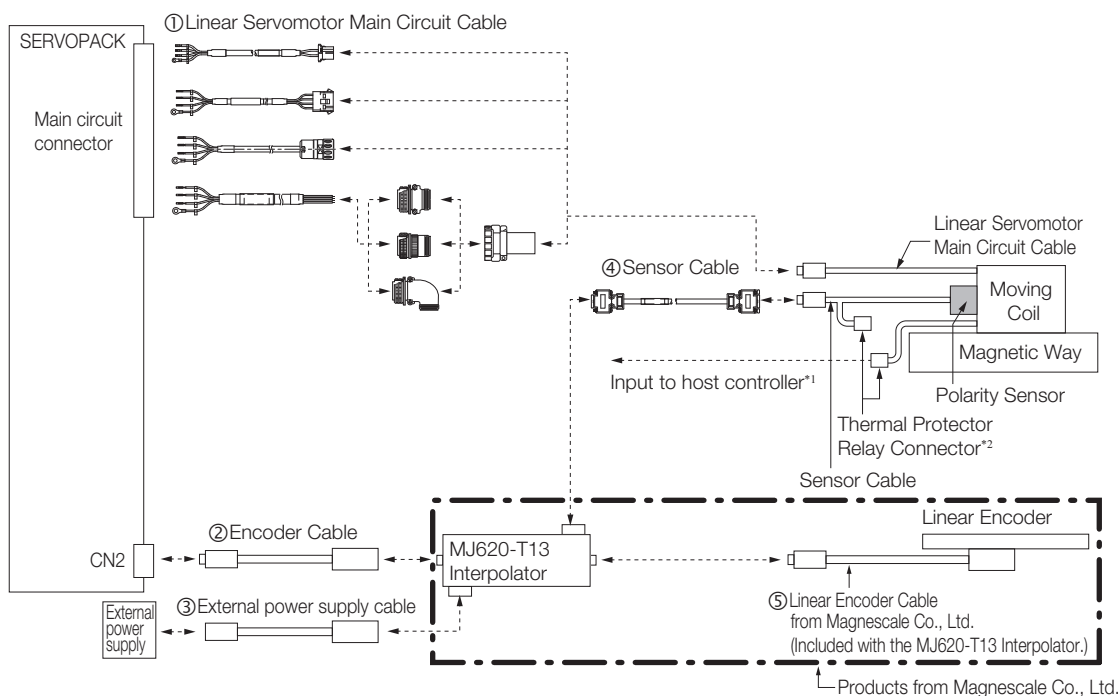 ①Linear Servomotor Main Circuit Cable
SERVOPACK
Main circuit
connector
Linear Servomotor
Main Circuit Cable
④Sensor Cable
Moving
Coil
Magnetic Way
Input to host controller*1
Polarity Sensor
Thermal Protector
Relay Connector*2
Sensor Cable
Linear Encoder
②Encoder Cable
CN2
MJ620-T13
Interpolator
③External power supply cable
External
power
supply
⑤Linear Encoder Cable
from Magnescale Co., Ltd.
(Included with the MJ620-T13 Interpolator.)
Products from Magnescale Co., Ltd.